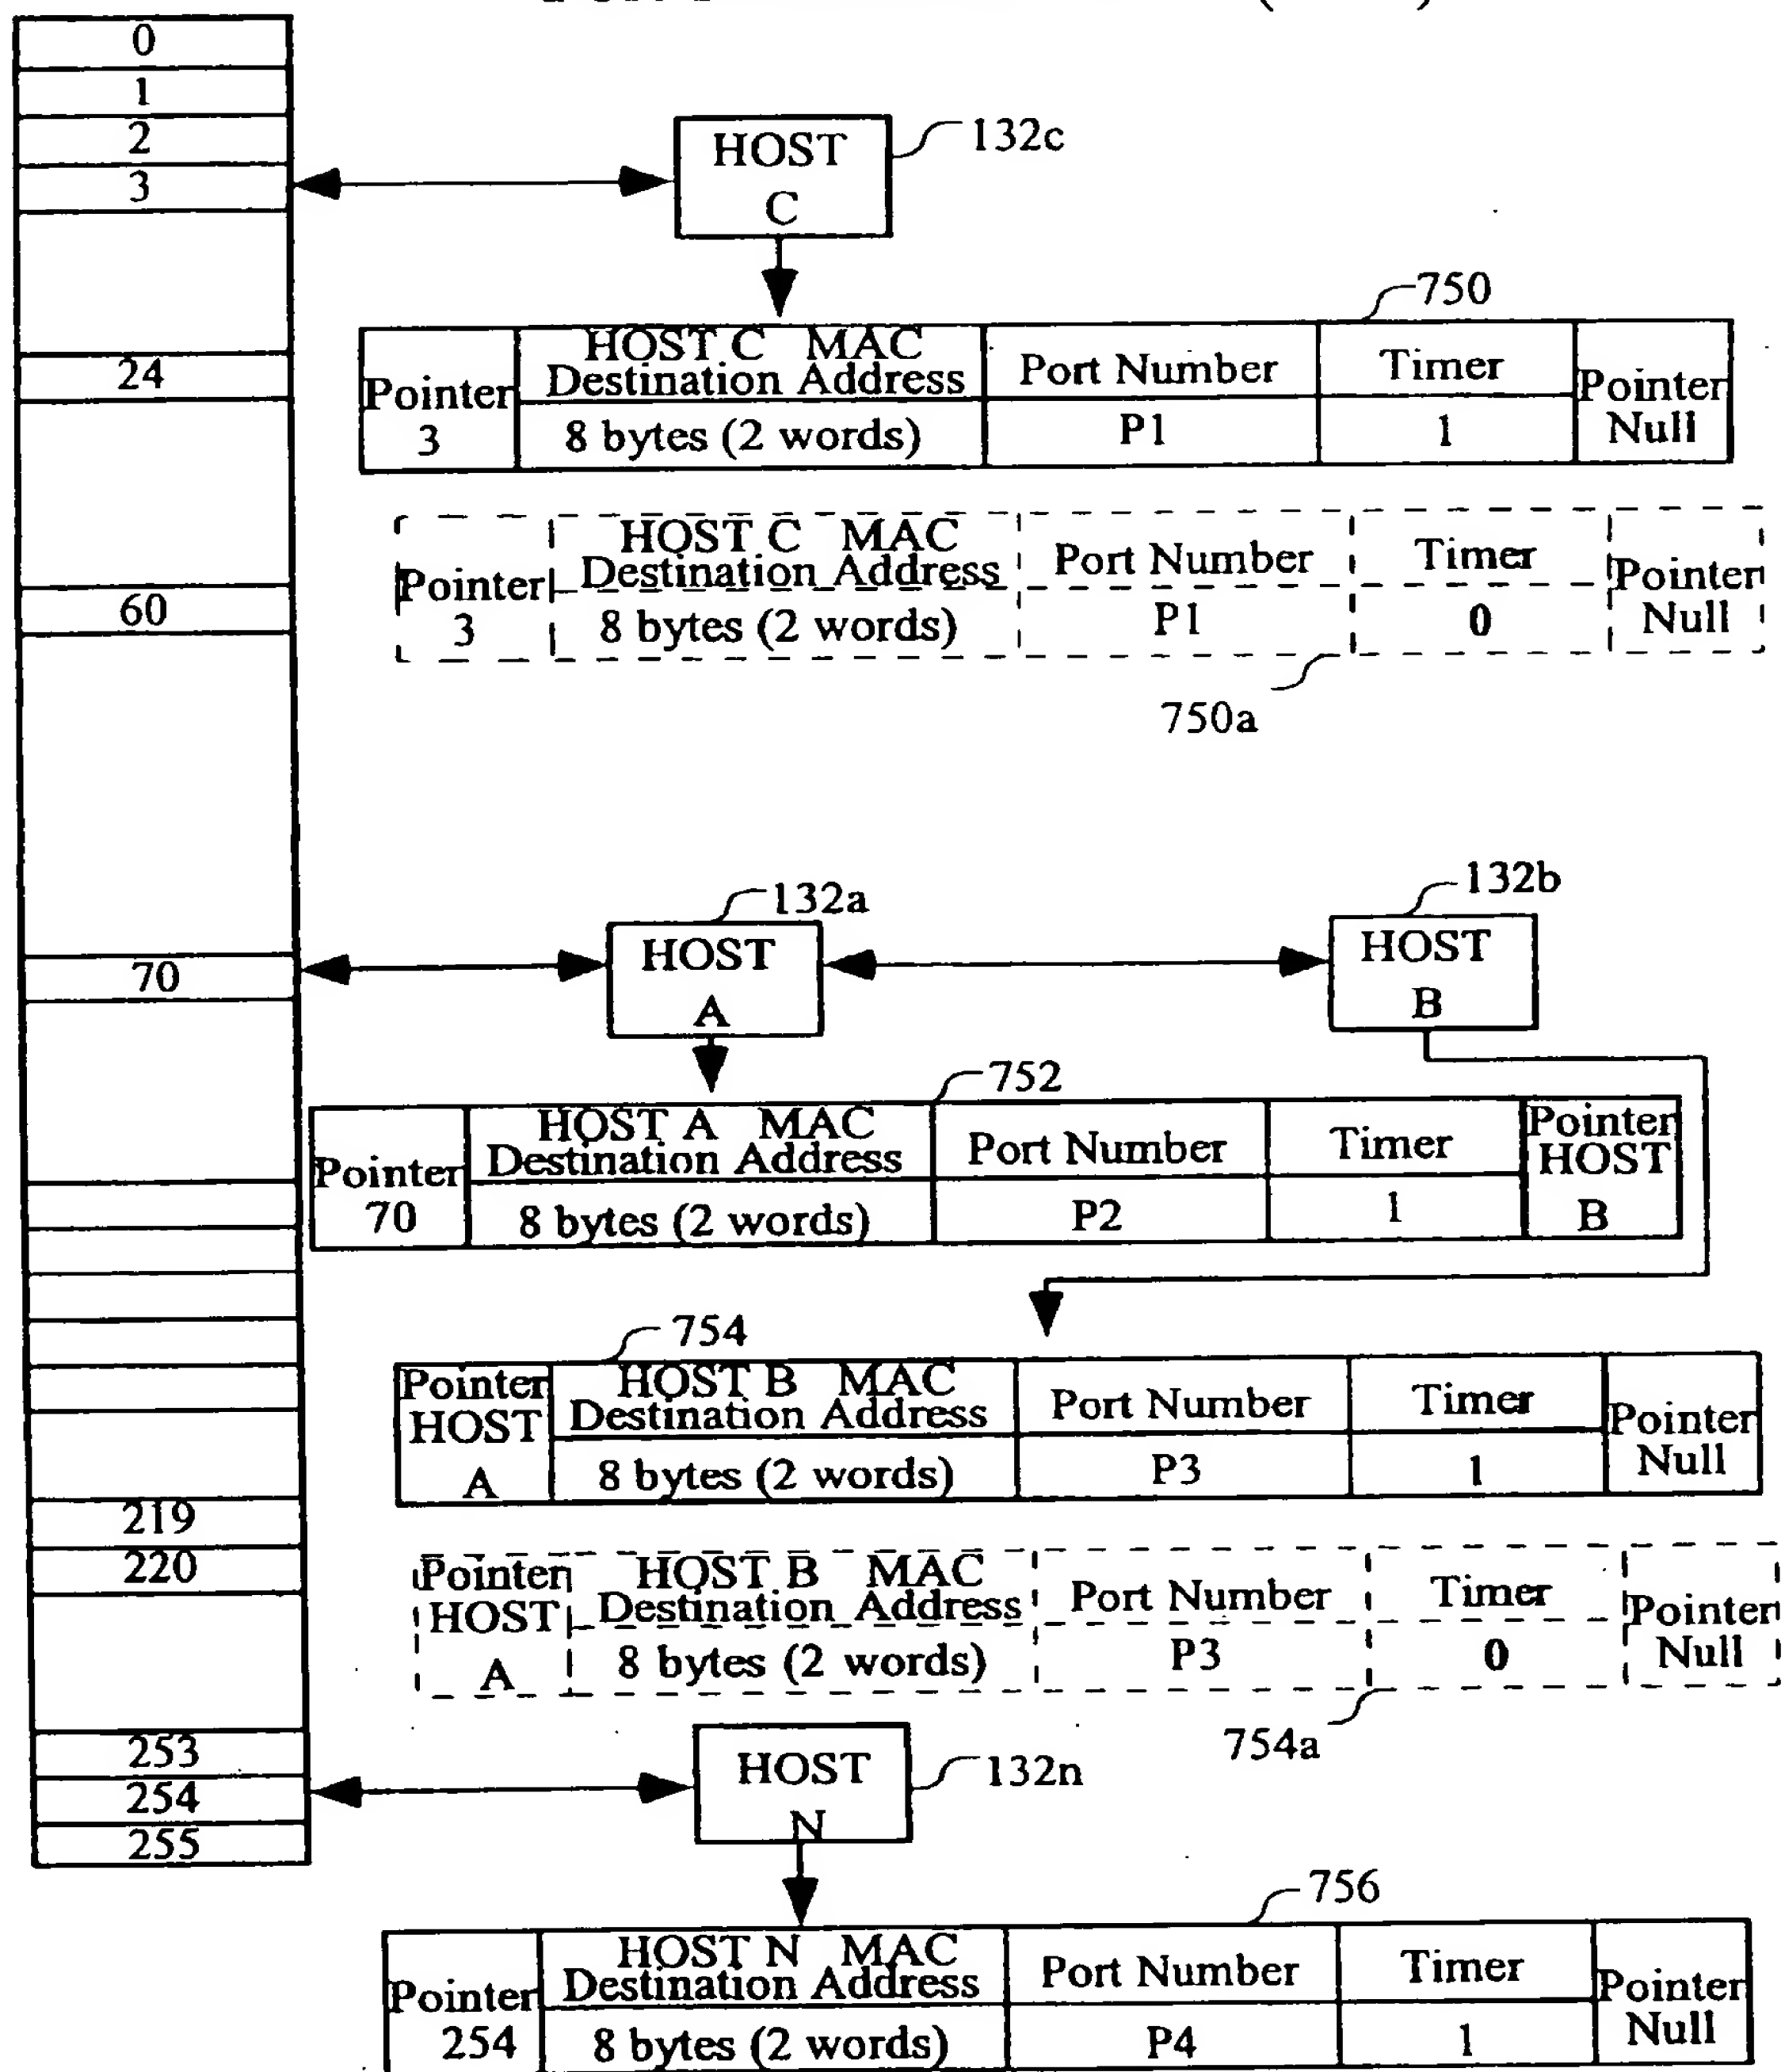 0
1
2
3
24
60
70
219
220
253
254
255
HOST
C
132c
750
Pointer
3
HOST C MAC
Destination Address
8 bytes (2 words)
Port Number
P1
Timer
1
Pointer
Null
Pointer
3
HOST C MAC
Destination Address
8 bytes (2 words)
Port Number
P1
Timer
0
Pointer
Null
750a
132a
HOST
A
132b
HOST
B
752
Pointer
70
HOST A MAC
Destination Address
8 bytes (2 words)
Port Number
P2
Timer
1
Pointer
HOST
B
754
Pointer
HOST
A
HOST B MAC
Destination Address
8 bytes (2 words)
Port Number
P3
Timer
1
Pointer
Null
Pointer
HOST
A
HOST B MAC
Destination Address
8 bytes (2 words)
Port Number
P3
Timer
0
Pointer
Null
754a
HOST
N
132n
756
Pointer
254
HOST N MAC
Destination Address
8 bytes (2 words)
Port Number
P4
Timer
1
Pointer
Null